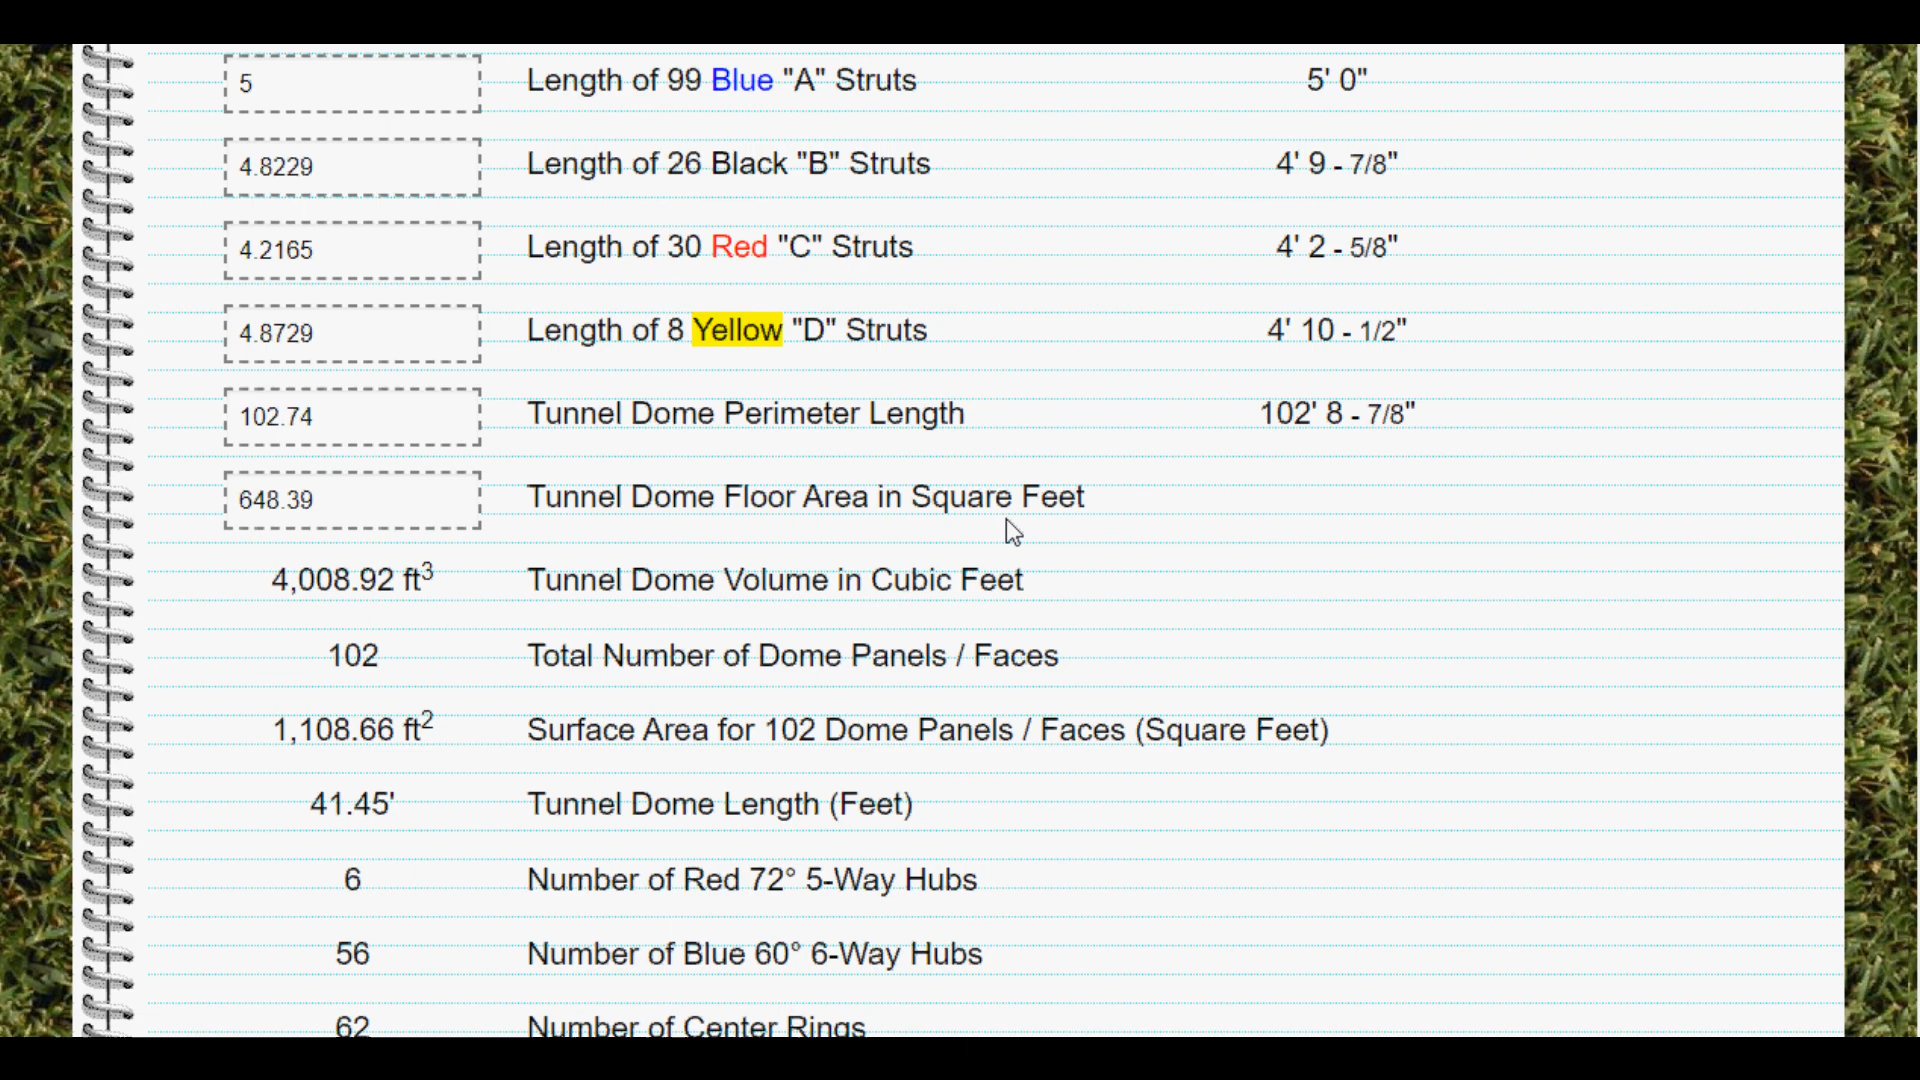 5 Length of 99 Blue "A" Struts 5' 0"
4.8229 Length of 26 Black "B" Struts 4' 9 - 7/8"
4.2165 Length of 30 Red "C" Struts 4' 2 - 5/8"
4.8729 Length of 8 Yellow "D" Struts 4' 10 - 1/2"
102.74 Tunnel Dome Perimeter Length 102' 8 - 7/8"
648.39 Tunnel Dome Floor Area in Square Feet
4,008.92 ft³ Tunnel Dome Volume in Cubic Feet
102 Total Number of Dome Panels / Faces
1,108.66 ft² Surface Area for 102 Dome Panels / Faces (Square Feet)
41.45' Tunnel Dome Length (Feet)
6 Number of Red 72° 5-Way Hubs
56 Number of Blue 60° 6-Way Hubs
62 Number of Center Rings